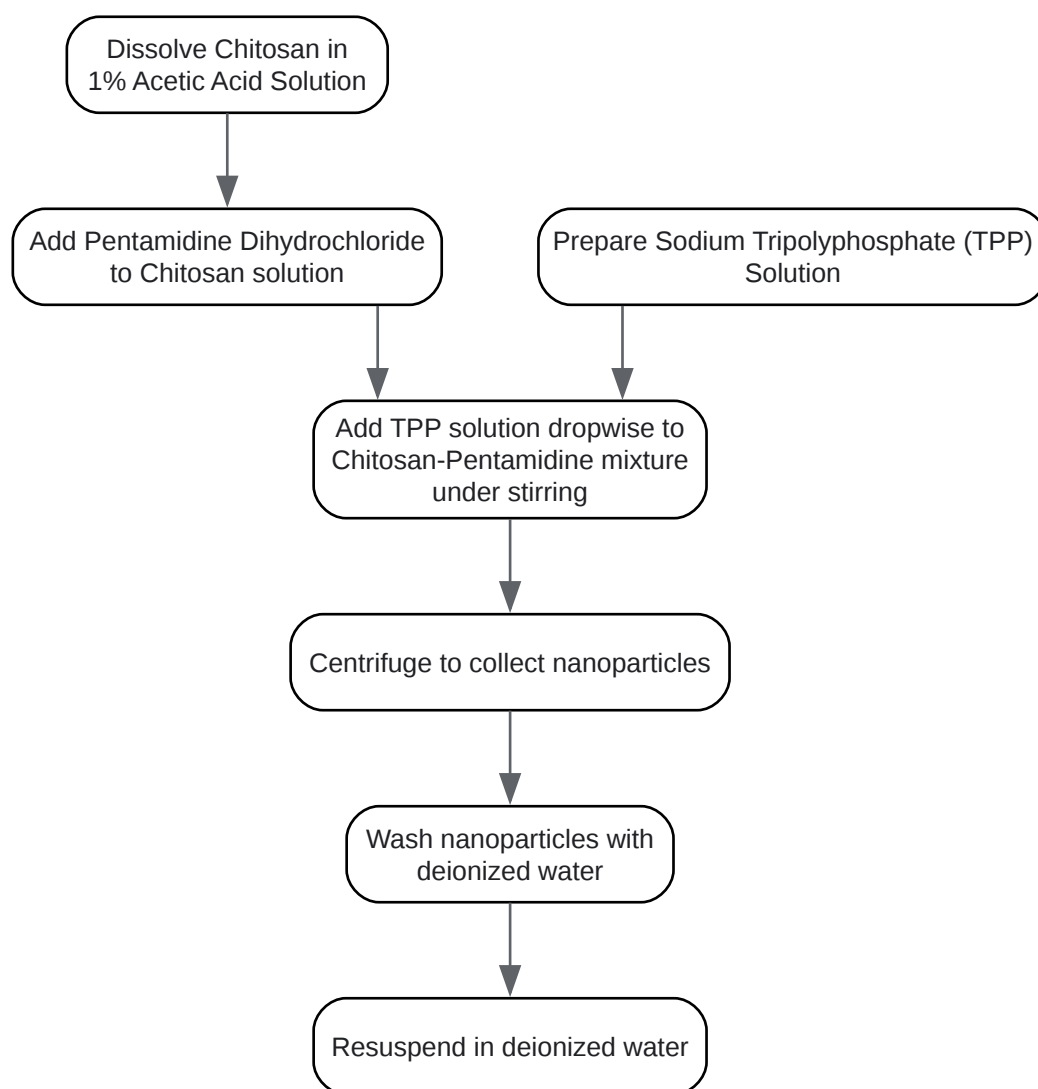 Dissolve Chitosan in
1% Acetic Acid Solution
Add Pentamidine Dihydrochloride
to Chitosan solution
Prepare Sodium Tripolyphosphate (TPP)
Solution
Add TPP solution dropwise to
Chitosan-Pentamidine mixture
under stirring
Centrifuge to collect nanoparticles
Wash nanoparticles with
deionized water
Resuspend in deionized water